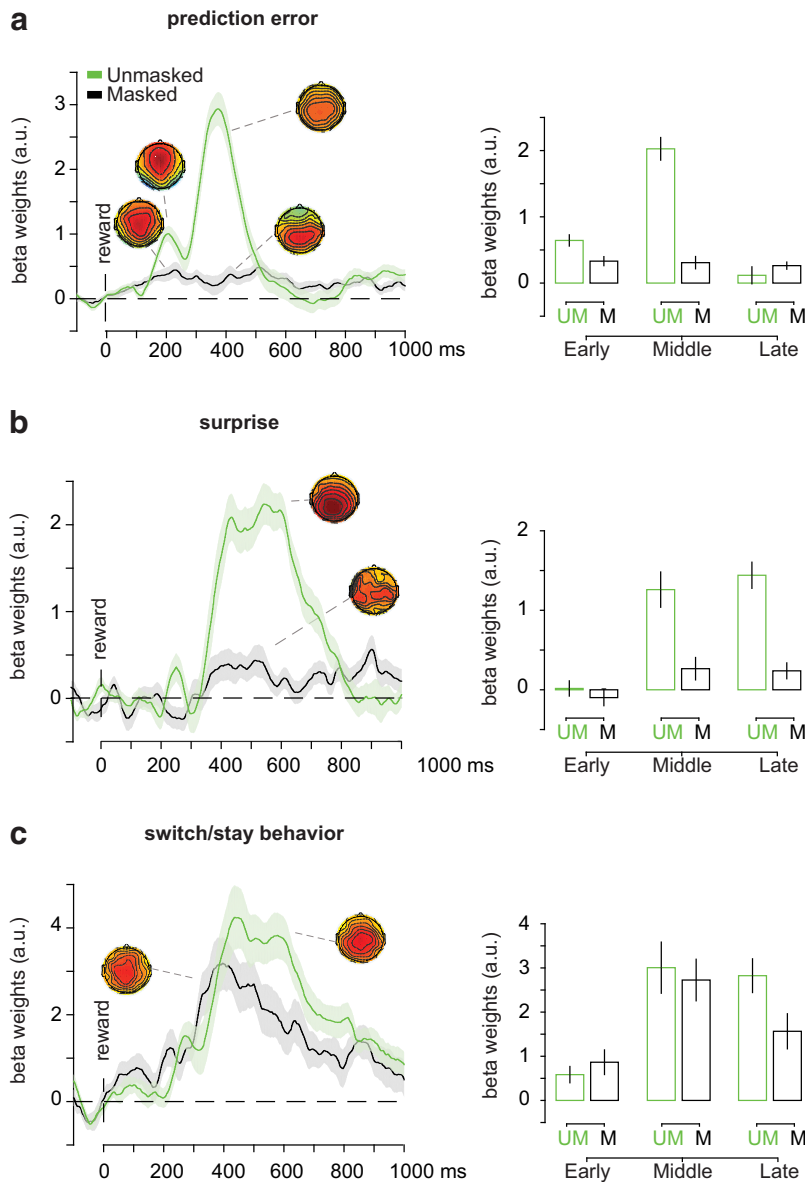 a
prediction error
Unmasked
Masked
beta weights (a.u.)
reward
3
2
1
0
0 200 400 600 800 1000 ms
beta weights (a.u.)
2
1
0
UM M UM M UM M
Early Middle Late
b
surprise
beta weights (a.u.)
reward
2
1
0
0 200 400 600 800 1000 ms
beta weights (a.u.)
2
1
0
UM M UM M UM M
Early Middle Late
c
switch/stay behavior
beta weights (a.u.)
reward
4
3
2
1
0
0 200 400 600 800 1000 ms
beta weights (a.u.)
4
3
3
2
1
1
0
UM M UM M UM M
Early Middle Late